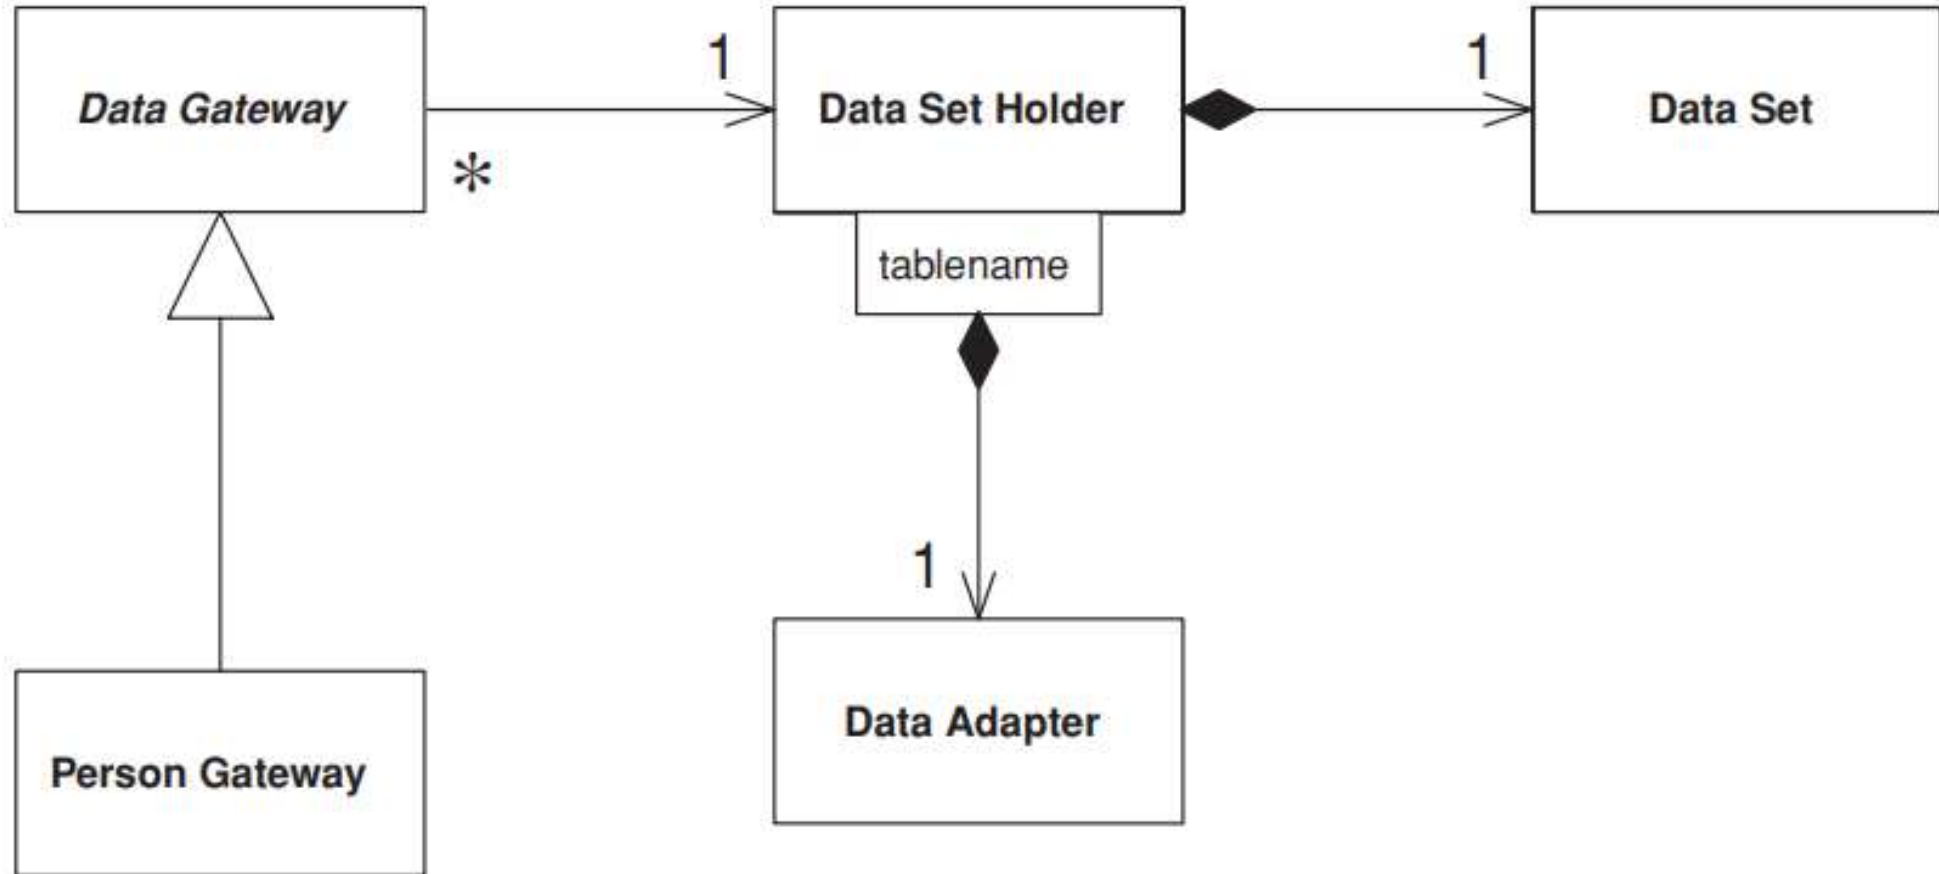 1
1
Data Gateway
Data Set Holder
Data Set
*
tablename
1
Data Adapter
Person Gateway